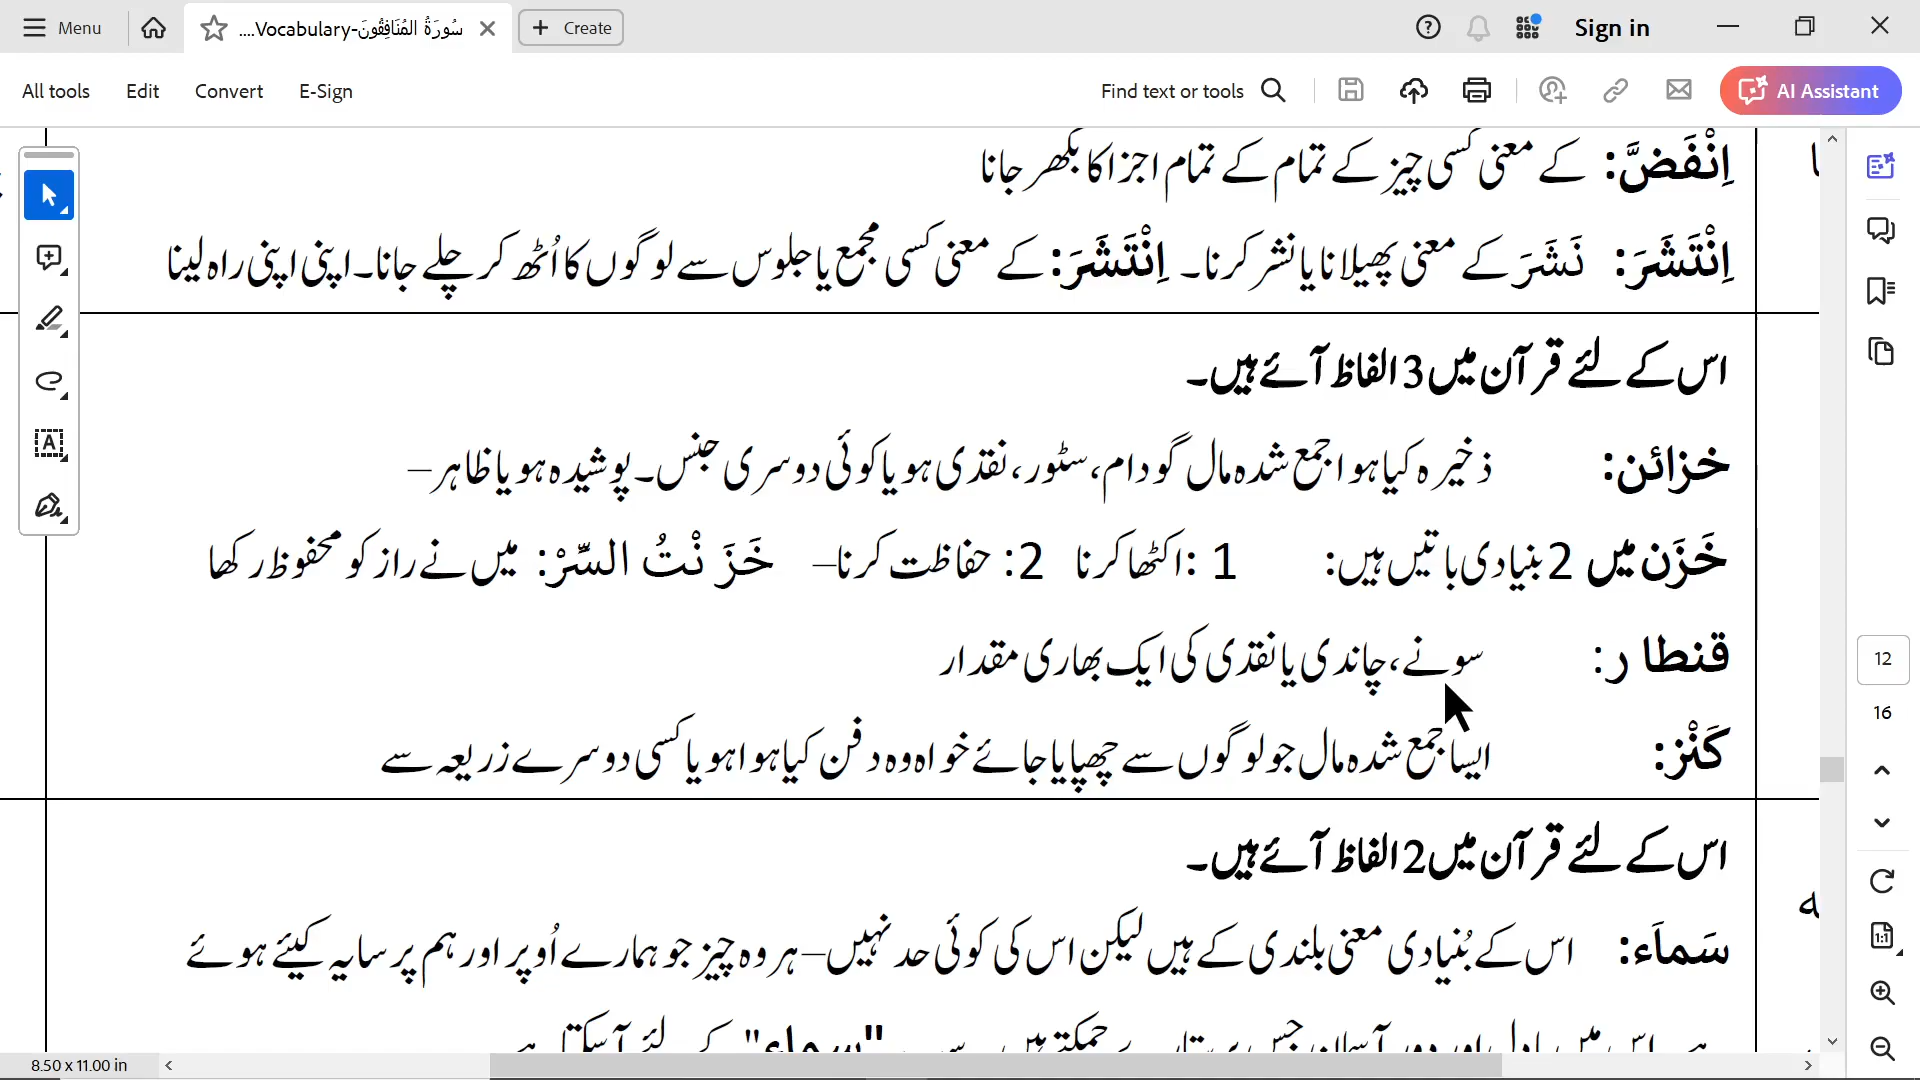 Menu
سُورَةُ المُنَافِقُونَ-Vocabulary....
Create
Sign in
All tools
Edit
Convert
E-Sign
Find text or tools
AI Assistant
اِنْفَضَّ: کے معنی کسی چیز کے تمام کے تمام اجزا کا بکھر جانا
اِنْتَشَرَ: نَشَرَ کے معنی پھیلانا یا نشر کرنا۔ اِنْتَشَرَ: کے معنی کسی مجمع یا جلوس سے لوگوں کا اُٹھ کر چلے جانا۔ اپنی اپنی راہ لینا
اس کے لئے قرآن میں 3 الفاظ آئے ہیں۔
خزائن: ذخیرہ کیا ہوا جمع شدہ مال گودام، سٹور، نقدی ہو یا کوئی دوسری جنس۔ پوشیدہ ہو یا ظاہر –
خَزَن میں 2 بنیادی باتیں ہیں: 1 :اکٹھا کرنا 2: حفاظت کرنا– خَزَ نْتُ السِّرْ: میں نے راز کو محفوظ رکھا
قنطا ر: سونے، چاندی یا نقدی کی ایک بھاری مقدار
كَنْز: ایسا جمع شدہ مال جو لوگوں سے چھپایا جائے خواہ وہ دفن کیا ہوا ہو یا کسی دوسرے زریعہ سے
اس کے لئے قرآن میں 2 الفاظ آئے ہیں۔
سَماَء: اس کے بُنیادی معنی بلندی کے ہیں لیکن اس کی کوئی حد نہیں– ہر وہ چیز جو ہمارے اُوپر اور ہم پر سایہ کیئے ہوئے
12
16
8.50 x 11.00 in